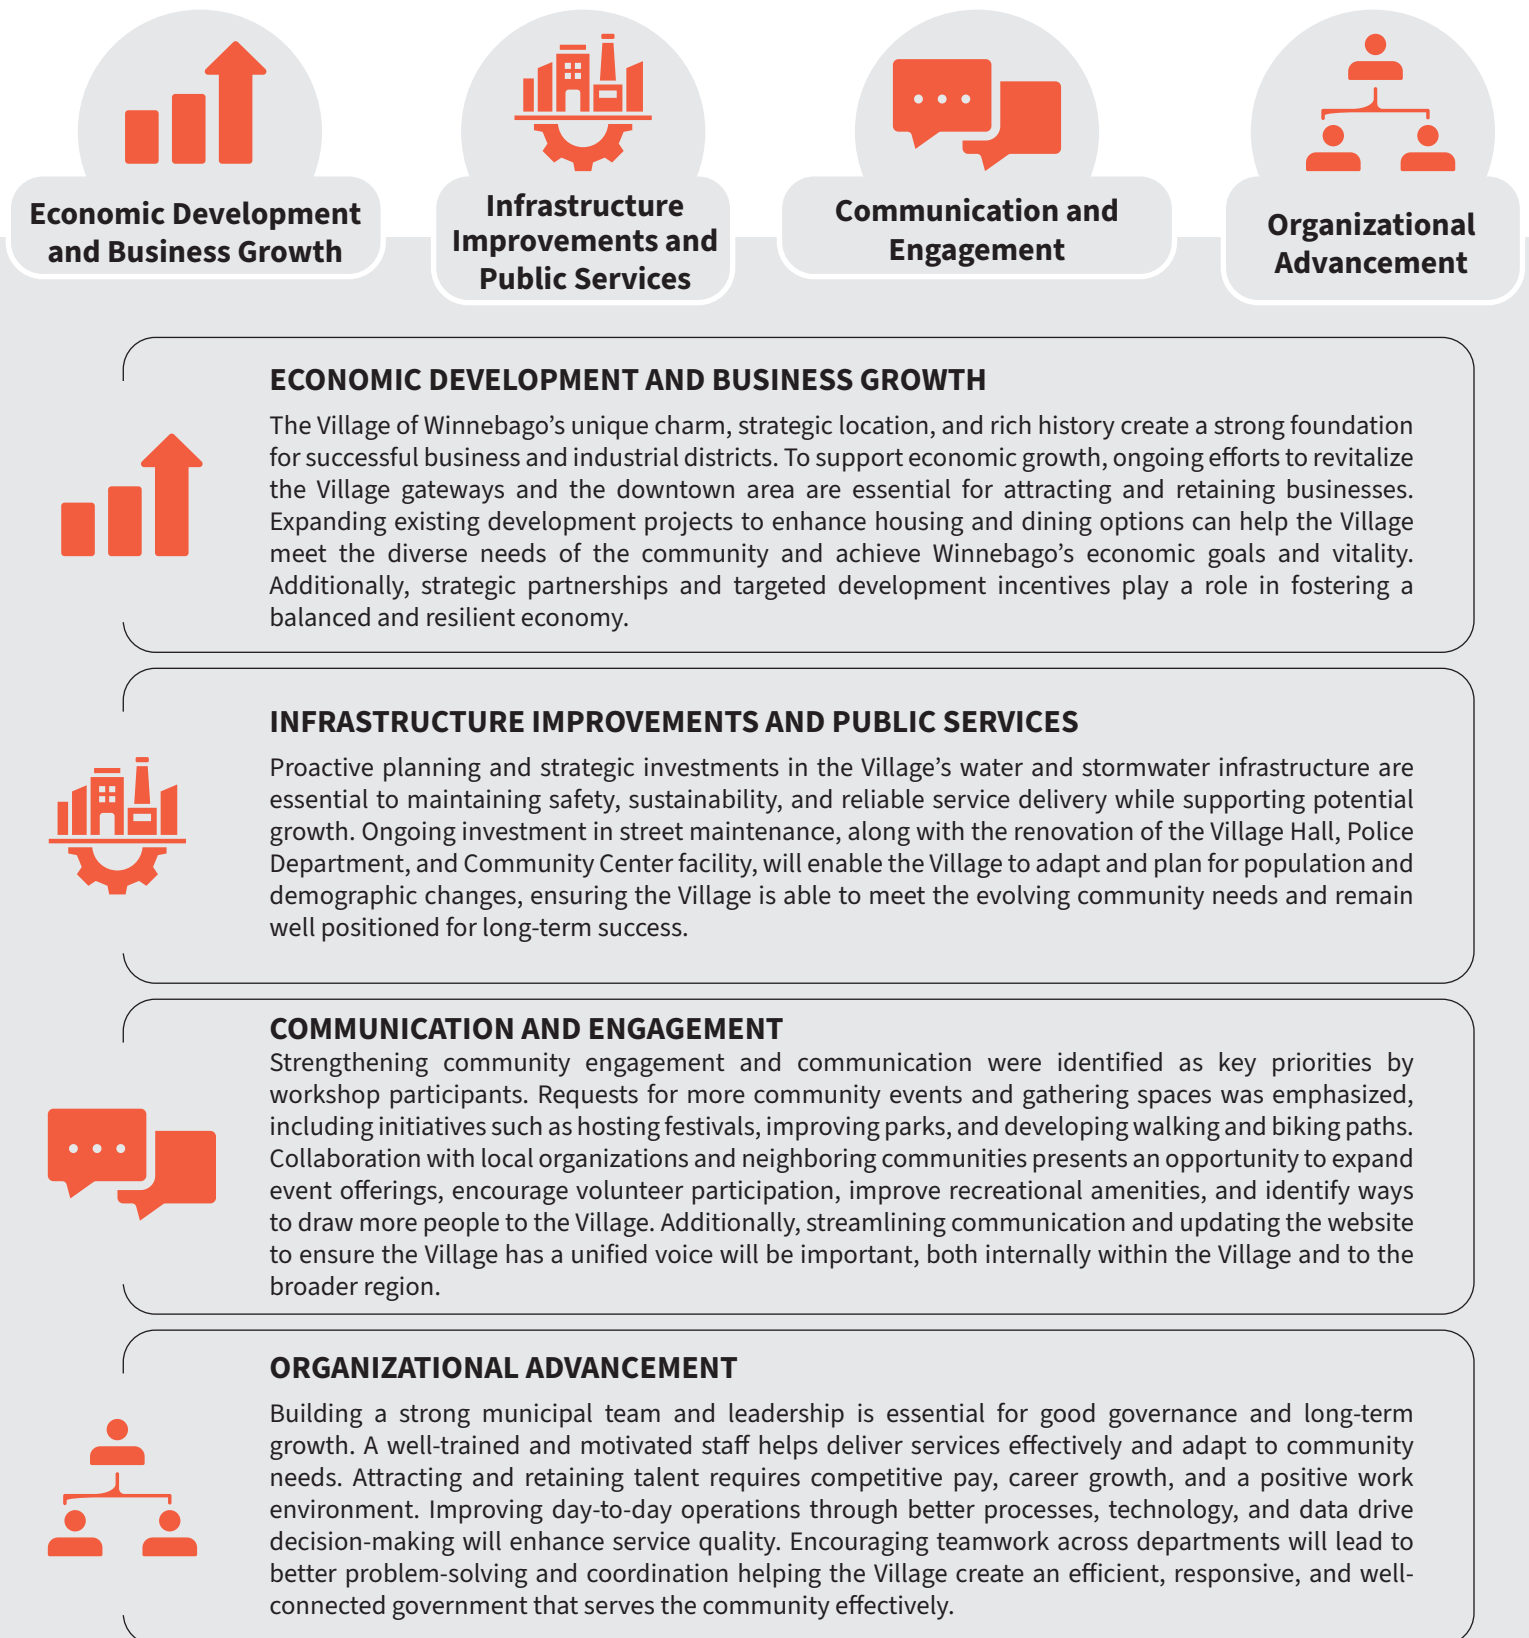 Economic Development
and Business Growth
Infrastructure
Improvements and
Public Services
Communication and
Engagement
Organizational
Advancement
ECONOMIC DEVELOPMENT AND BUSINESS GROWTH
The Village of Winnebago’s unique charm, strategic location, and rich history create a strong foundation
for successful business and industrial districts. To support economic growth, ongoing efforts to revitalize
the Village gateways and the downtown area are essential for attracting and retaining businesses.
Expanding existing development projects to enhance housing and dining options can help the Village
meet the diverse needs of the community and achieve Winnebago’s economic goals and vitality.
Additionally, strategic partnerships and targeted development incentives play a role in fostering a
balanced and resilient economy.
INFRASTRUCTURE IMPROVEMENTS AND PUBLIC SERVICES
Proactive planning and strategic investments in the Village’s water and stormwater infrastructure are
essential to maintaining safety, sustainability, and reliable service delivery while supporting potential
growth. Ongoing investment in street maintenance, along with the renovation of the Village Hall, Police
Department, and Community Center facility, will enable the Village to adapt and plan for population and
demographic changes, ensuring the Village is able to meet the evolving community needs and remain
well positioned for long-term success.
COMMUNICATION AND ENGAGEMENT
Strengthening community engagement and communication were identified as key priorities by
workshop participants. Requests for more community events and gathering spaces was emphasized,
including initiatives such as hosting festivals, improving parks, and developing walking and biking paths.
Collaboration with local organizations and neighboring communities presents an opportunity to expand
event offerings, encourage volunteer participation, improve recreational amenities, and identify ways
to draw more people to the Village. Additionally, streamlining communication and updating the website
to ensure the Village has a unified voice will be important, both internally within the Village and to the
broader region.
ORGANIZATIONAL ADVANCEMENT
Building a strong municipal team and leadership is essential for good governance and long-term
growth. A well-trained and motivated staff helps deliver services effectively and adapt to community
needs. Attracting and retaining talent requires competitive pay, career growth, and a positive work
environment. Improving day-to-day operations through better processes, technology, and data drive
decision-making will enhance service quality. Encouraging teamwork across departments will lead to
better problem-solving and coordination helping the Village create an efficient, responsive, and well-
connected government that serves the community effectively.